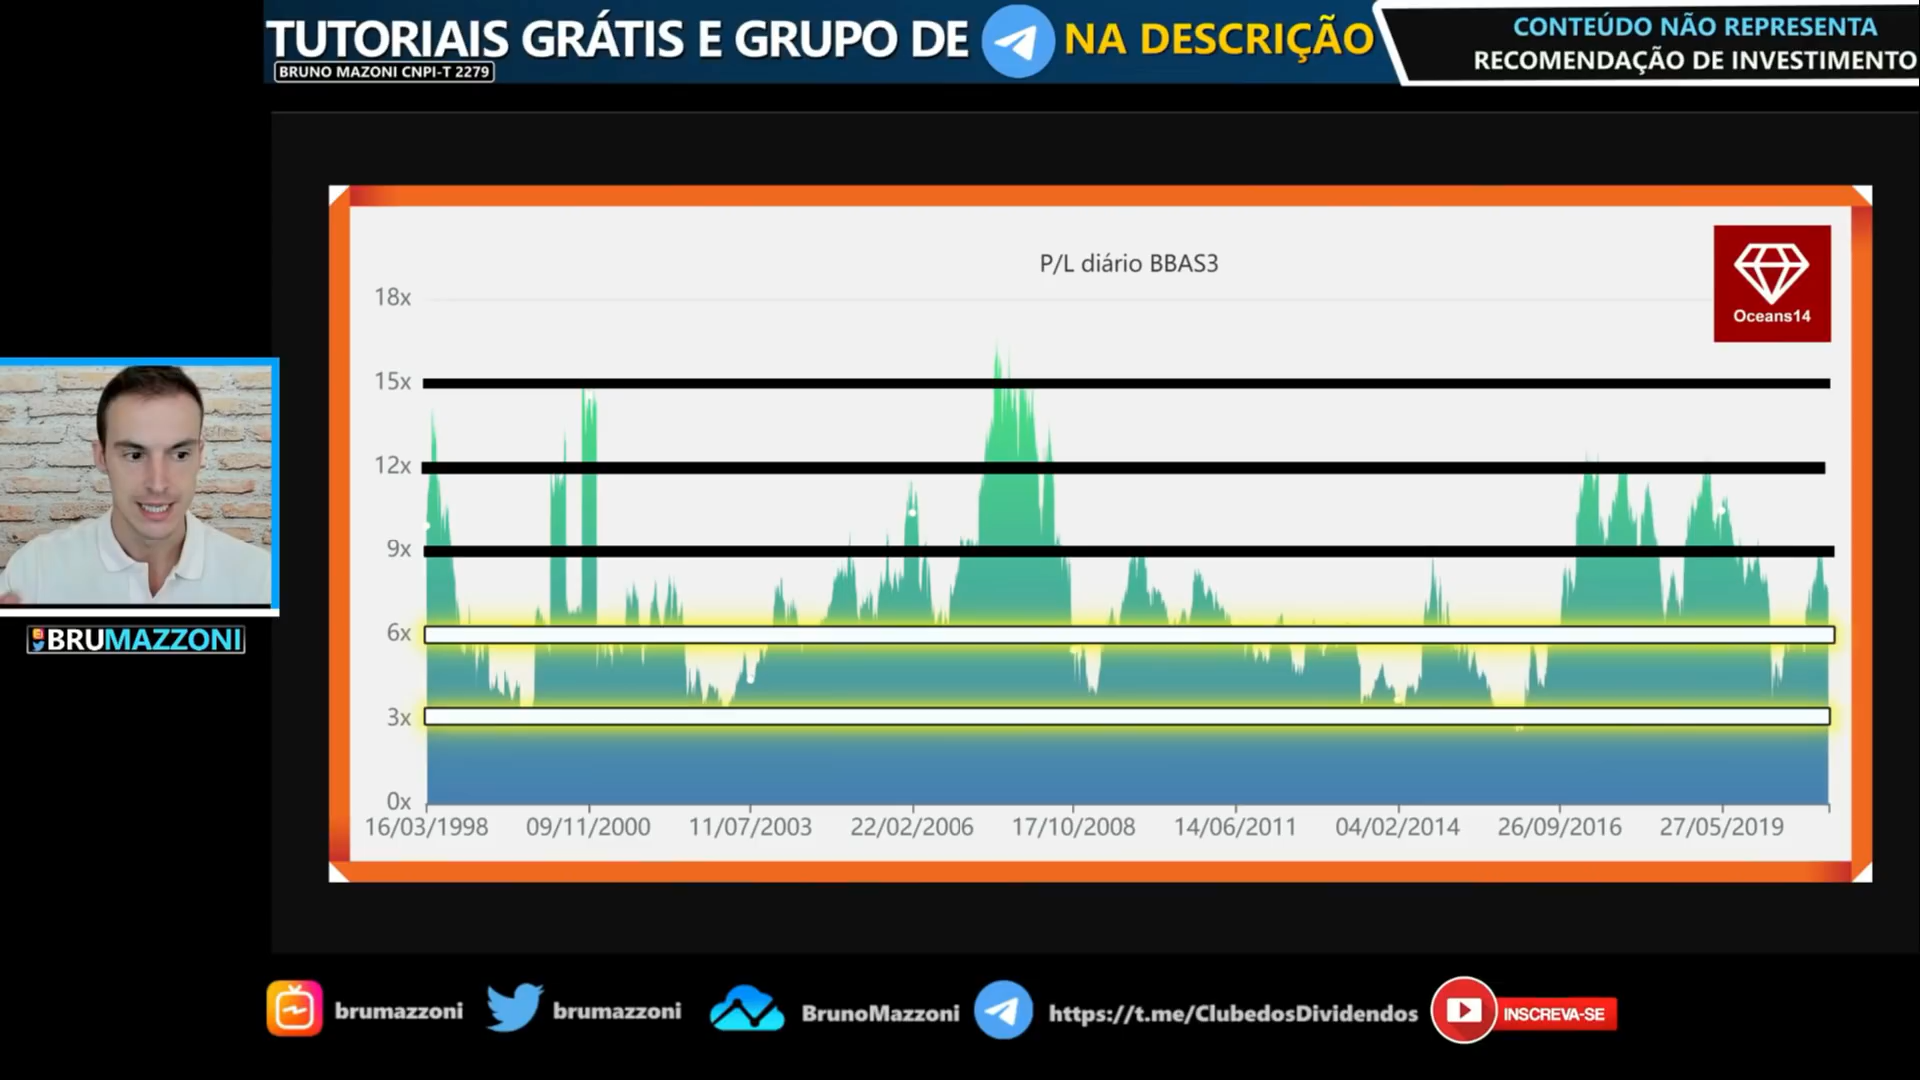 TUTORIAIS GRÁTIS E GRUPO DE NA DESCRIÇÃO
BRUNO MAZONI CNPI-T 2279
CONTEÚDO NÃO REPRESENTA
RECOMENDAÇÃO DE INVESTIMENTO
P/L diário BBAS3
Oceans14
18x
15x
12x
9x
6x
3x
0x
16/03/1998 09/11/2000 11/07/2003 22/02/2006 17/10/2008 14/06/2011 04/02/2014 26/09/2016 27/05/2019
BRUMAZZONI
brumazzoni brumazzoni BrunoMazzoni https://t.me/ClubedosDividendos INSCREVA-SE